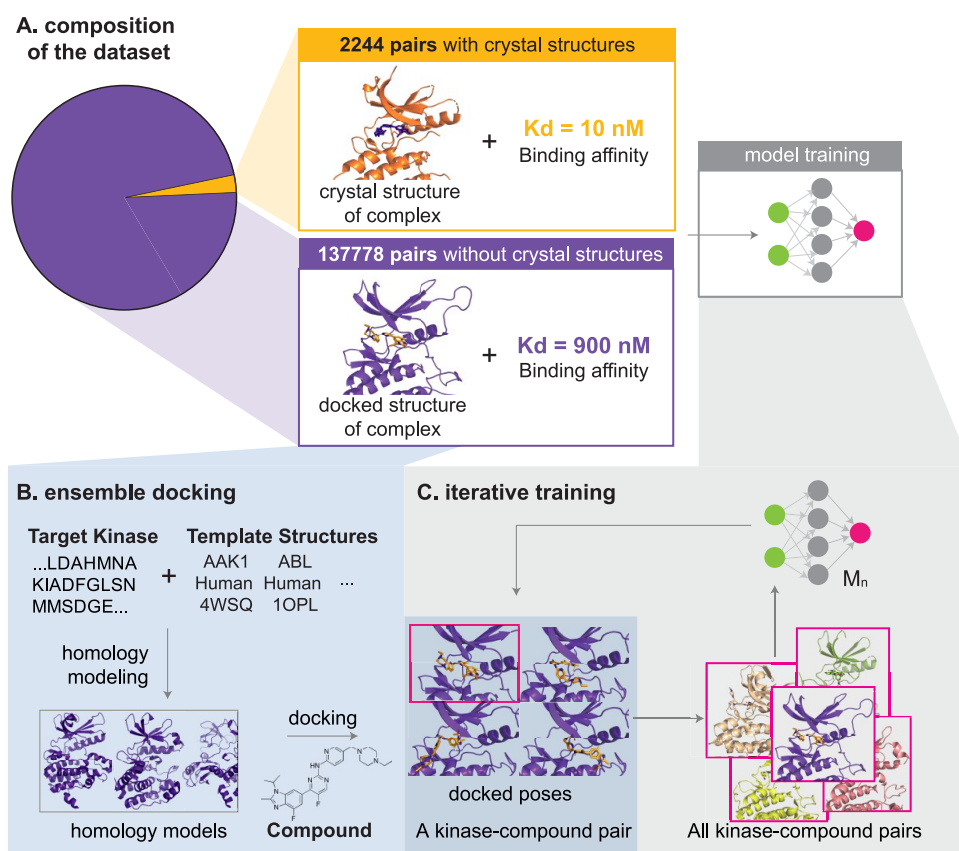 A. composition
of the dataset
2244 pairs with crystal structures
crystal structure
of complex
+
Kd = 10 nM
Binding affinity
137778 pairs without crystal structures
docked structure
of complex
+
Kd = 900 nM
Binding affinity
model training
B. ensemble docking
Target Kinase
...LDAHMNA
KIADFGLSN
MMSDGE...
+
Template Structures
AAK1 ABL
Human Human ...
4WSQ 1OPL
homology
modeling
homology models
docking
N
N
HN
N
N
N
N
N
N
F
F
Compound
C. iterative training
Mn
docked poses
A kinase-compound pair
All kinase-compound pairs